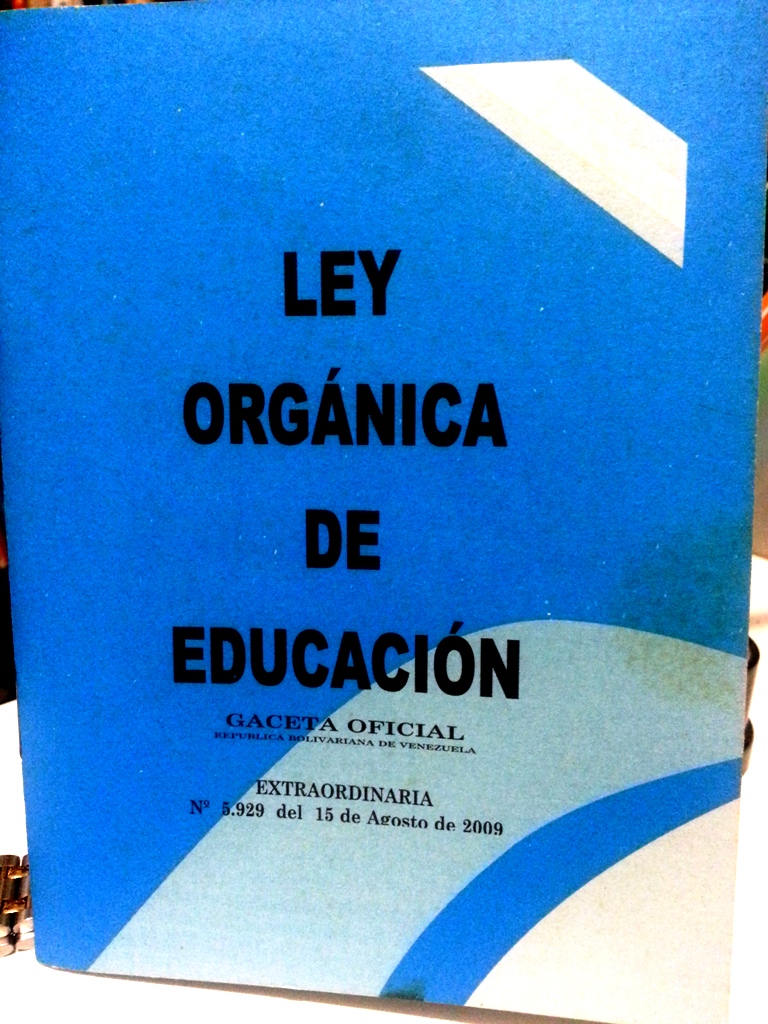 LEY
ORGÁNICA
DE
EDUCACIÓN
GACETA OFICIAL
REPUBLICA BOLIVARIANA DE VENEZUELA
EXTRAORDINARIA
Nº 5.929 del 15 de Agosto de 2009